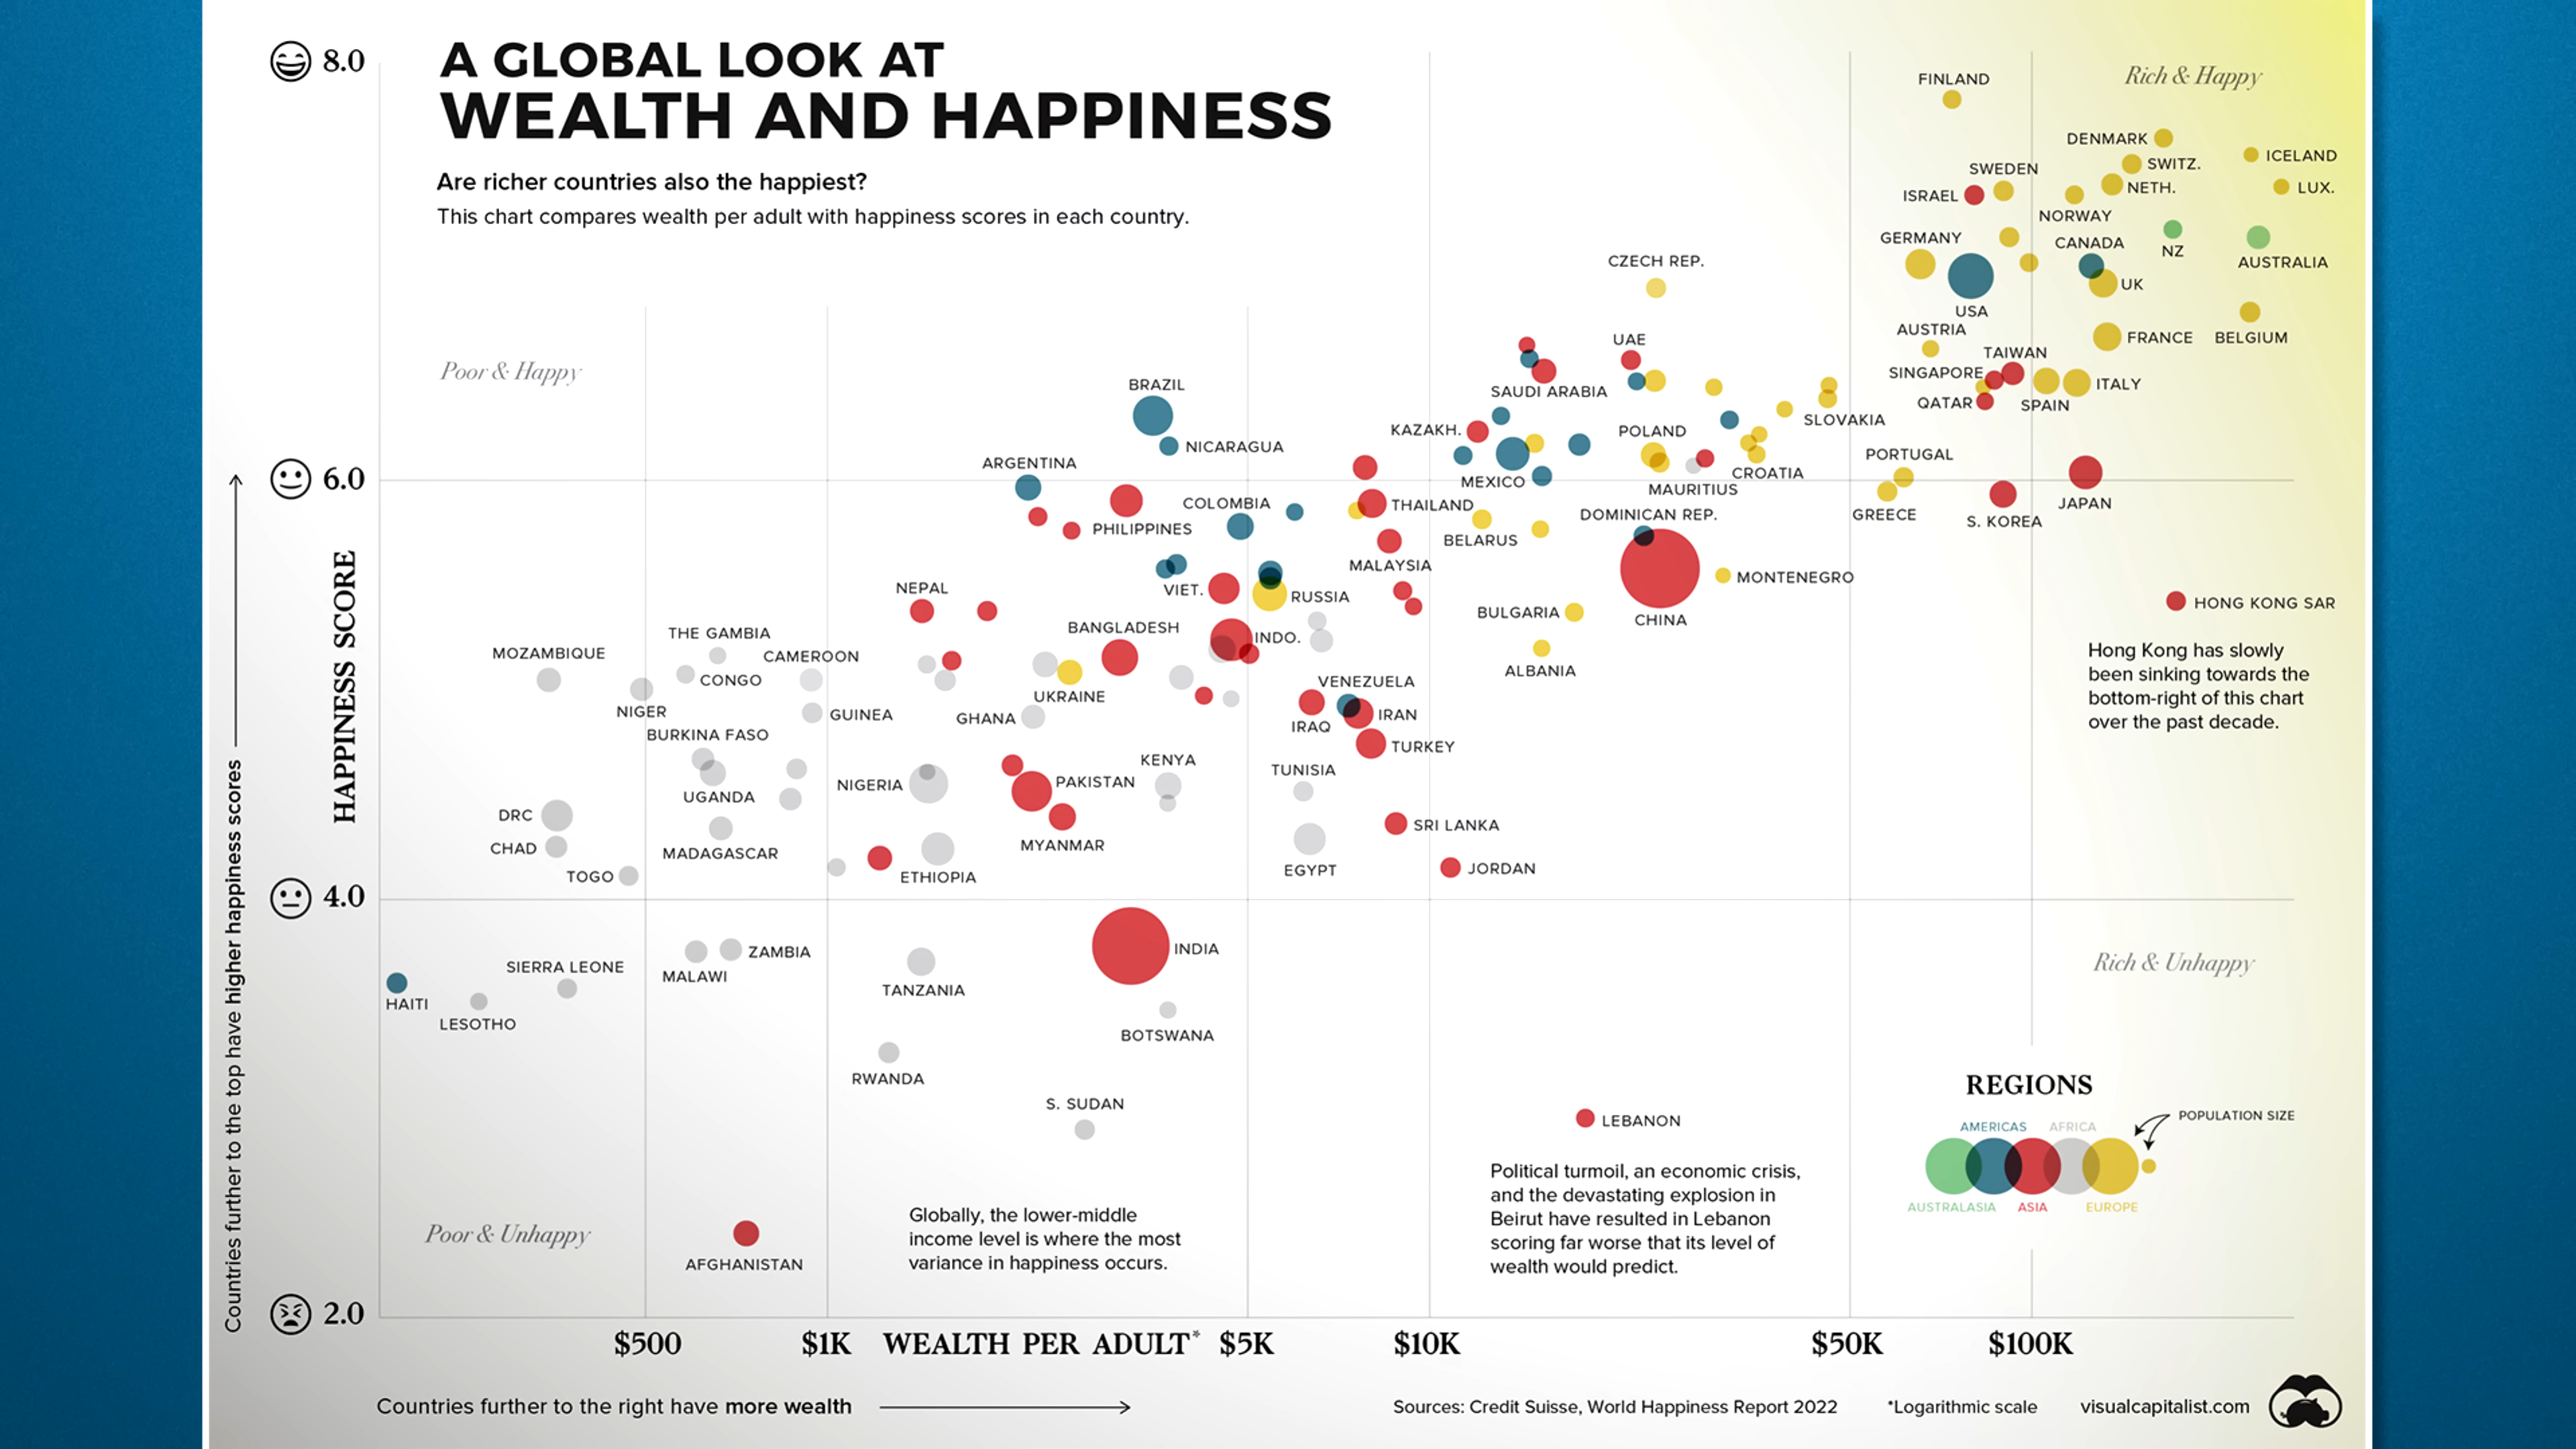 8.0
A GLOBAL LOOK AT
WEALTH AND HAPPINESS
Are richer countries also the happiest?
This chart compares wealth per adult with happiness scores in each country.
Rich & Happy
FINLAND
DENMARK
ICELAND
SWITZ.
SWEDEN
NETH.
LUX.
ISRAEL
NORWAY
GERMANY
CANADA
NZ
AUSTRALIA
CZECH REP.
UK
USA
AUSTRIA
FRANCE
BELGIUM
UAE
TAIWAN
SINGAPORE
Poor & Happy
BRAZIL
SAUDI ARABIA
ITALY
QATAR
SPAIN
SLOVAKIA
KAZAKH.
POLAND
NICARAGUA
PORTUGAL
ARGENTINA
CROATIA
6.0
MEXICO
MAURITIUS
COLOMBIA
THAILAND
JAPAN
DOMINICAN REP.
GREECE
S. KOREA
PHILIPPINES
BELARUS
MALAYSIA
MONTENEGRO
NEPAL
VIET.
RUSSIA
HONG KONG SAR
BULGARIA
CHINA
BANGLADESH
THE GAMBIA
INDO.
Hong Kong has slowly
been sinking towards the
bottom-right of this chart
over the past decade.
MOZAMBIQUE
CAMEROON
ALBANIA
CONGO
VENEZUELA
UKRAINE
NIGER
GUINEA
GHANA
IRAQ
IRAN
BURKINA FASO
TURKEY
KENYA
TUNISIA
NIGERIA
PAKISTAN
UGANDA
DRC
SRI LANKA
CHAD
MADAGASCAR
MYANMAR
TOGO
ETHIOPIA
EGYPT
JORDAN
4.0
HAPPINESS SCORE
Countries further to the top have higher happiness scores
INDIA
ZAMBIA
MALAWI
SIERRA LEONE
Rich & Unhappy
TANZANIA
HAITI
LESOTHO
BOTSWANA
RWANDA
S. SUDAN
LEBANON
Political turmoil, an economic crisis,
and the devastating explosion in
Beirut have resulted in Lebanon
scoring far worse that its level of
wealth would predict.
REGIONS
POPULATION SIZE
AMERICAS
AFRICA
AUSTRALASIA
ASIA
EUROPE
Poor & Unhappy
AFGHANISTAN
Globally, the lower-middle
income level is where the most
variance in happiness occurs.
2.0
$500
$1K
WEALTH PER ADULT*
$5K
$10K
$50K
$100K
Countries further to the right have more wealth
Sources: Credit Suisse, World Happiness Report 2022
*Logarithmic scale
visualcapitalist.com